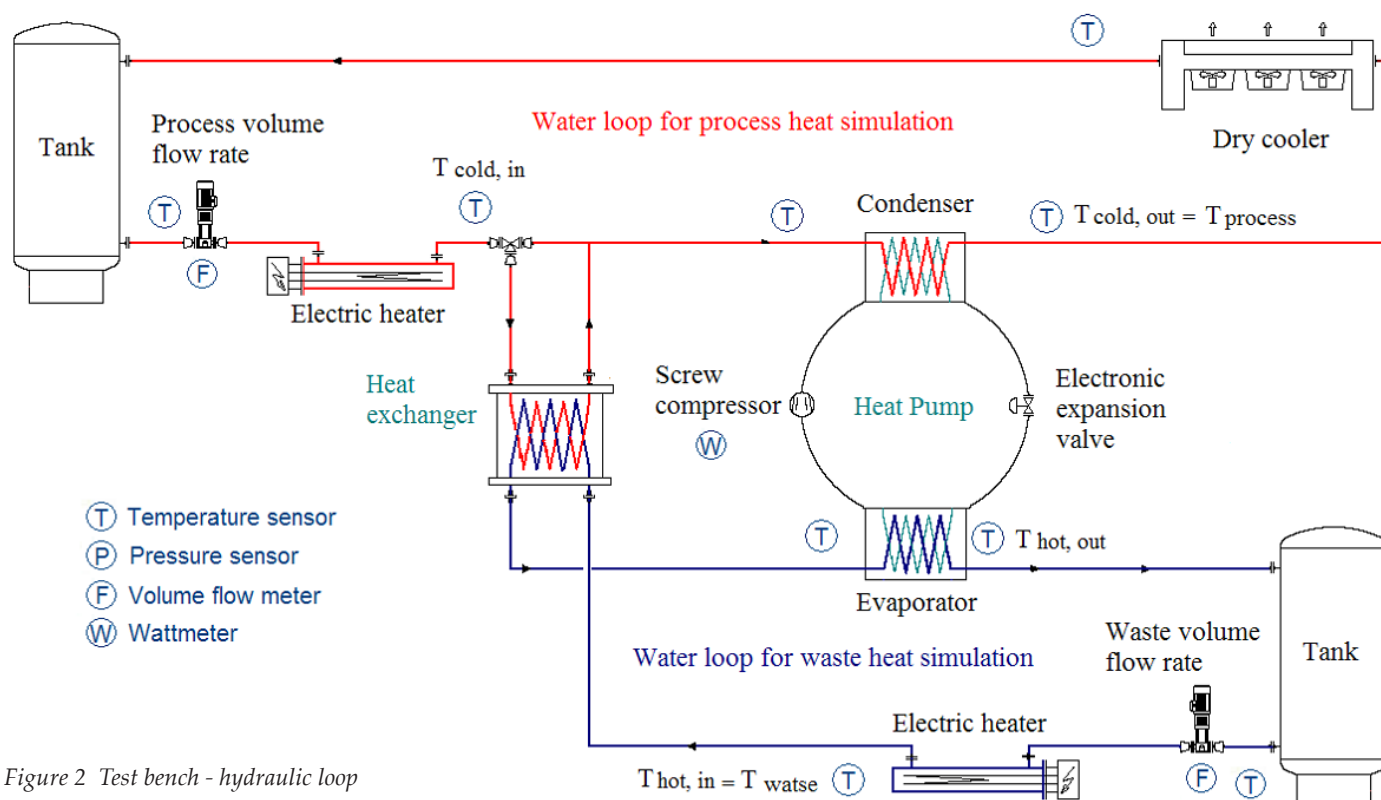 T
Tank
Process volume
flow rate
Water loop for process heat simulation
Dry cooler
T cold, in
T
T
F
Electric heater
T
Condenser
T
T cold, out = T process
Heat
exchanger
Screw
compressor
W
Heat Pump
Electronic
expansion
valve
T Temperature sensor
P Pressure sensor
F Volume flow meter
W Wattmeter
T
T
T hot, out
Evaporator
Water loop for waste heat simulation
Waste volume
flow rate
Tank
Electric heater
T hot, in = T watse
T
F
T
Figure 2 Test bench - hydraulic loop